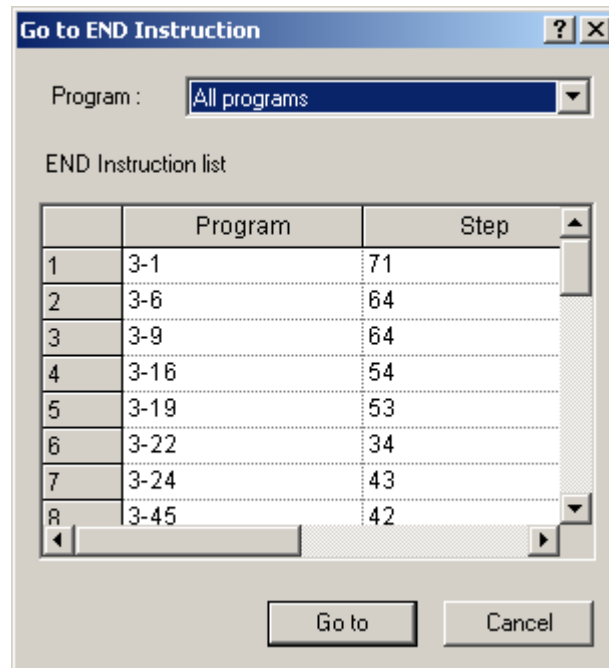 Go to END Instruction
Program : All programs
END Instruction list
Program Step
1 3-1 71
2 3-6 64
3 3-9 64
4 3-16 54
5 3-19 53
6 3-22 34
7 3-24 43
8 3-45 42
Go to Cancel